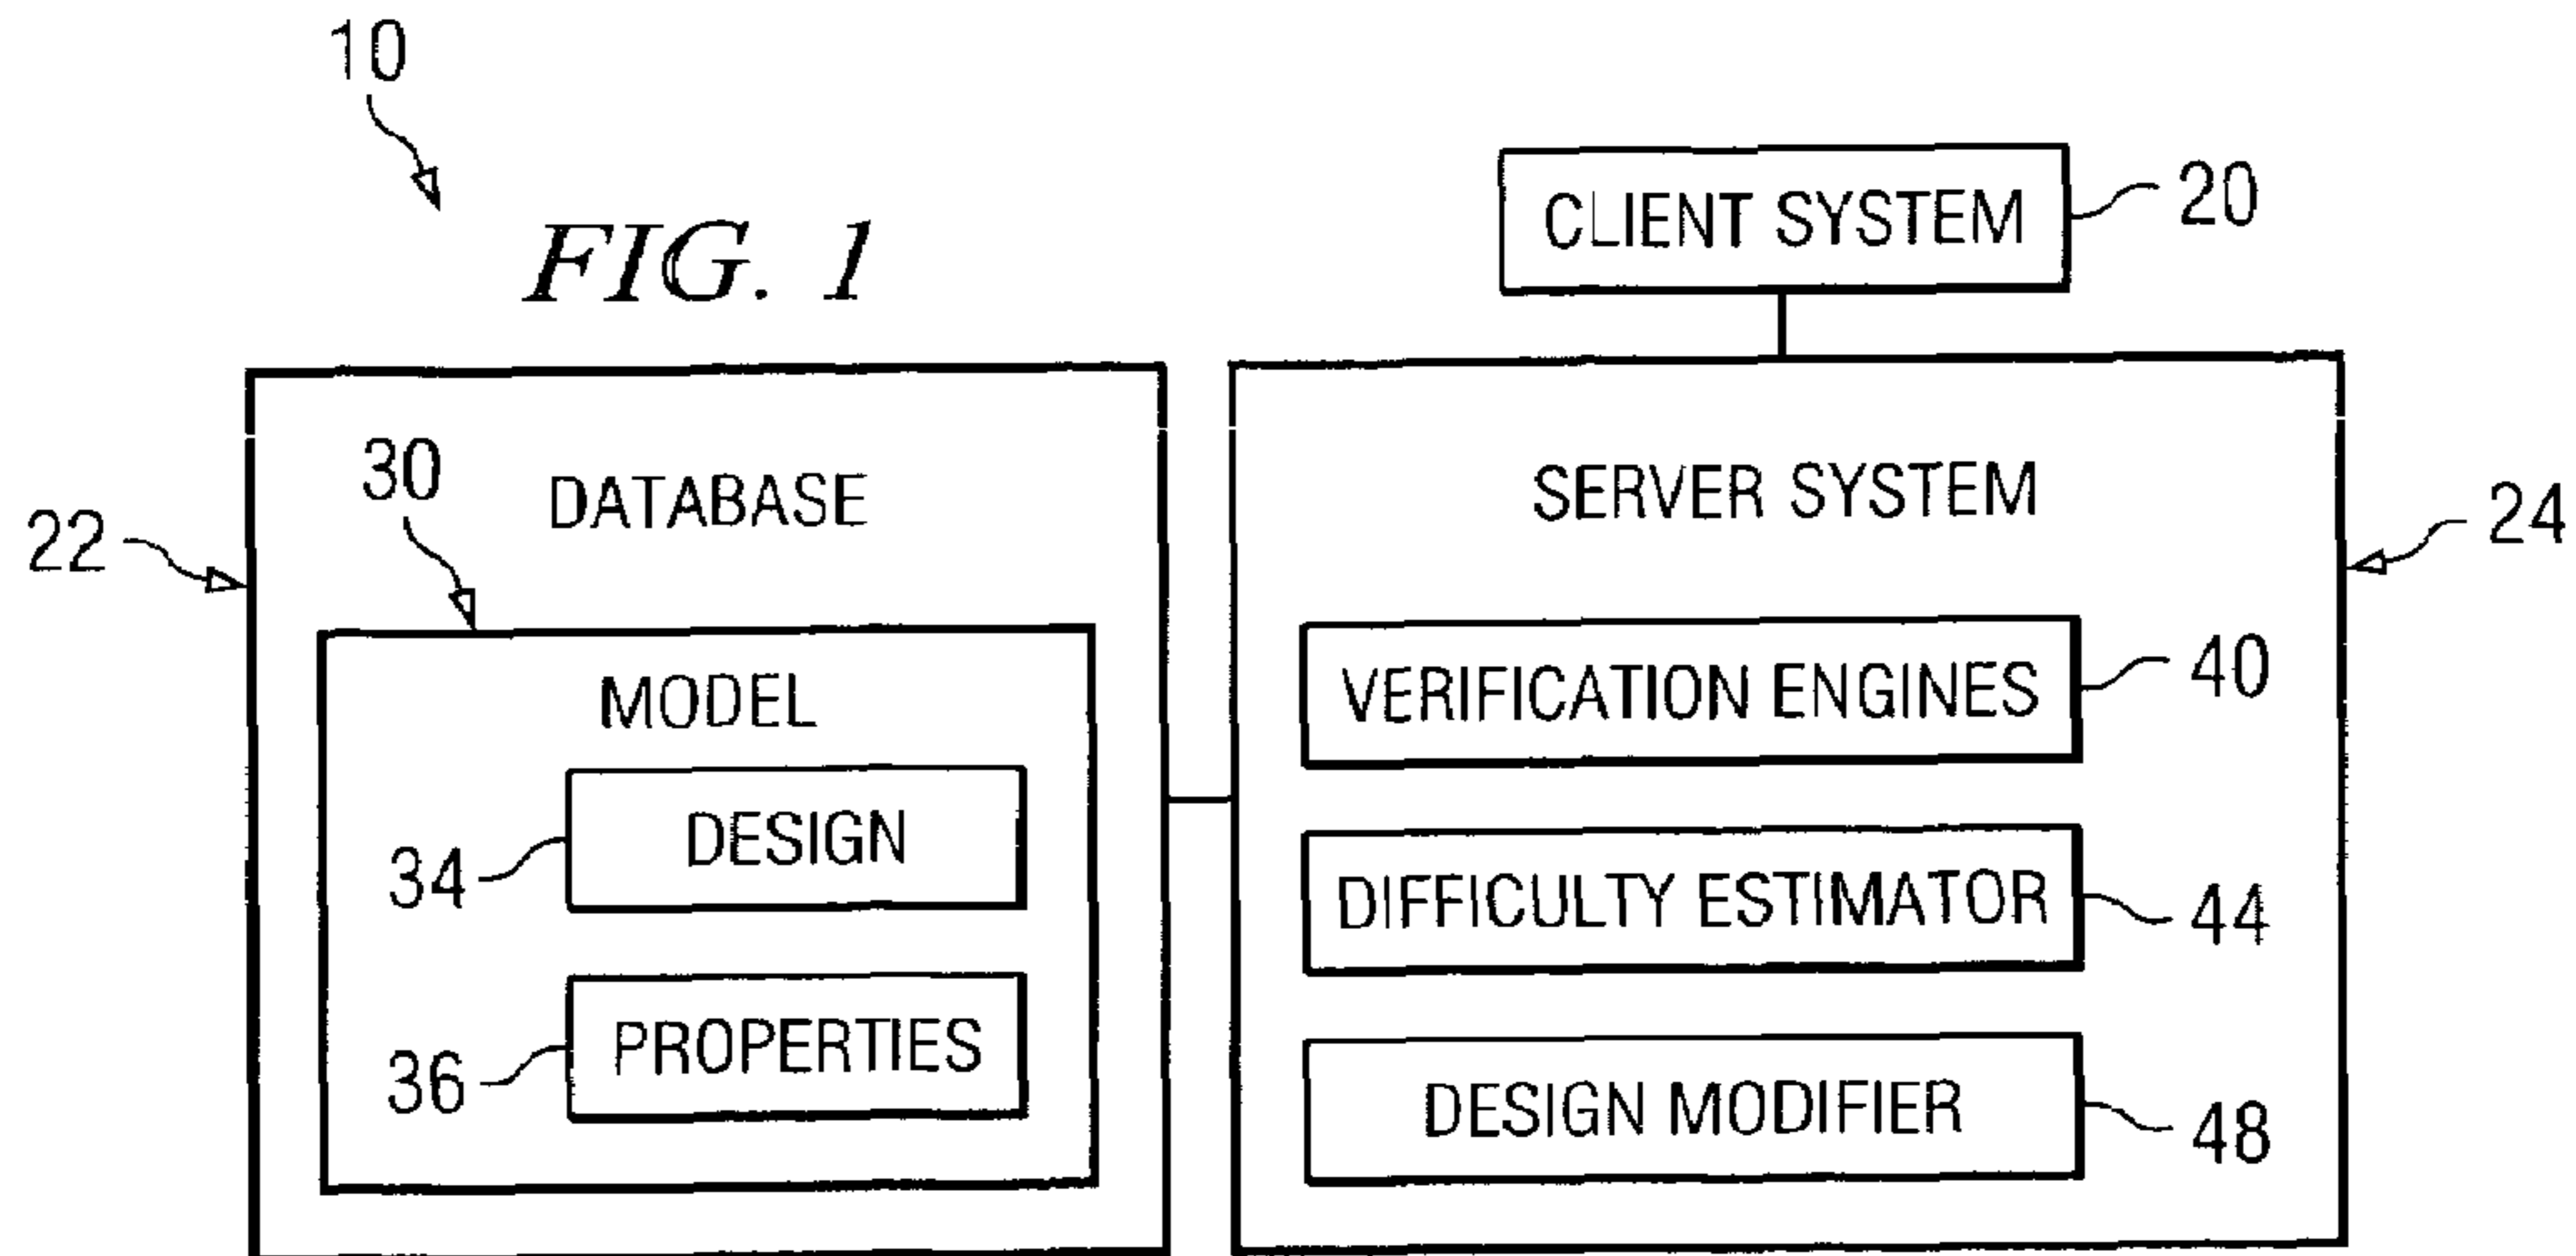 10
FIG. 1
CLIENT SYSTEM
20
22
DATABASE
30
MODEL
DESIGN
34
PROPERTIES
36
SERVER SYSTEM
24
VERIFICATION ENGINES
40
DIFFICULTY ESTIMATOR
44
DESIGN MODIFIER
48